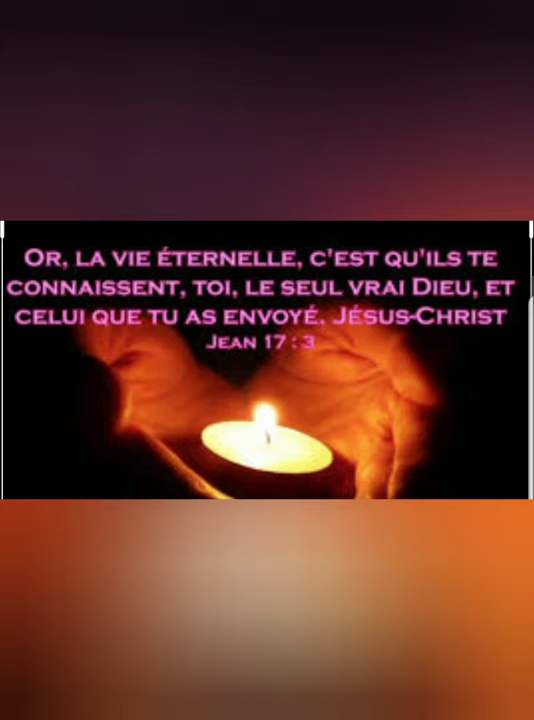 Or, la vie éternelle, c'est qu'ils te
connaissent, toi, le seul vrai Dieu, et
celui que tu as envoyé, Jésus-Christ
Jean 17 : 3